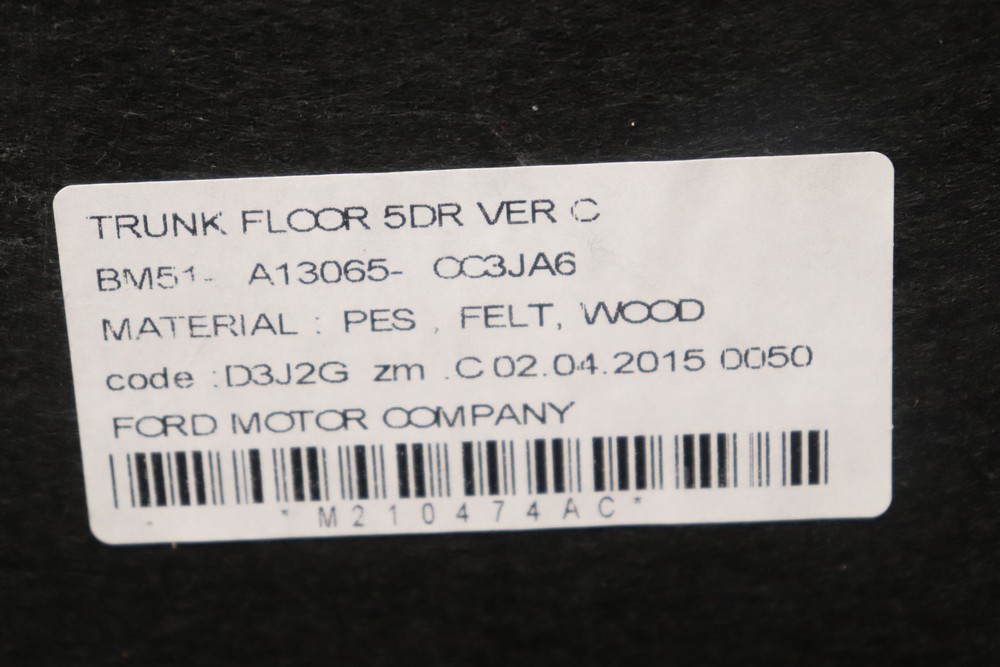 TRUNK FLOOR 5DR VER C
BM51- A13065- CC3JA6
MATERIAL : PES , FELT, WOOD
code :D3J2G zm .C 02.04.2015 0050
FORD MOTOR COMPANY
*M210474AC*